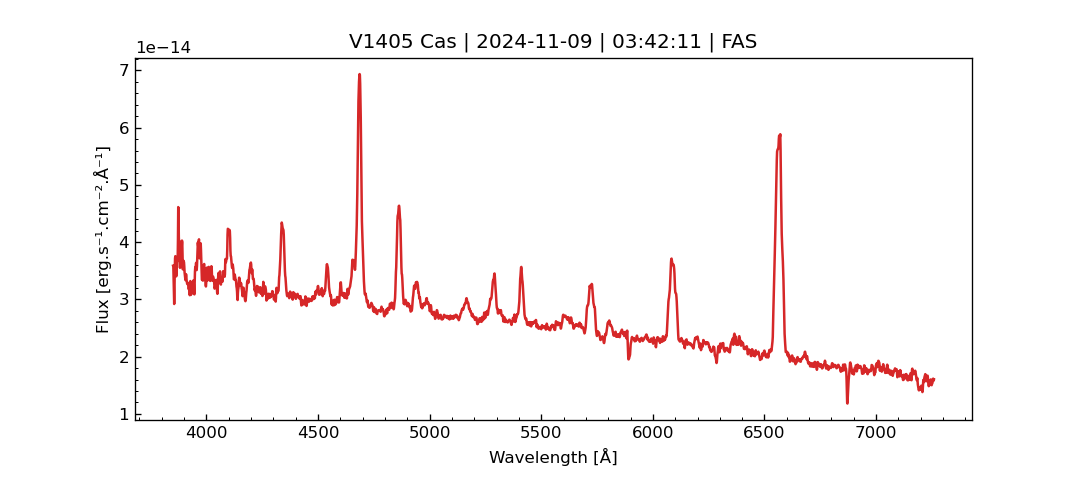 V1405 Cas | 2024-11-09 | 03:42:11 | FAS
1e−14
7
6
5
4
3
2
1
Flux [erg.s⁻¹.cm⁻².Å⁻¹]
4000 4500 5000 5500 6000 6500 7000
Wavelength [Å]